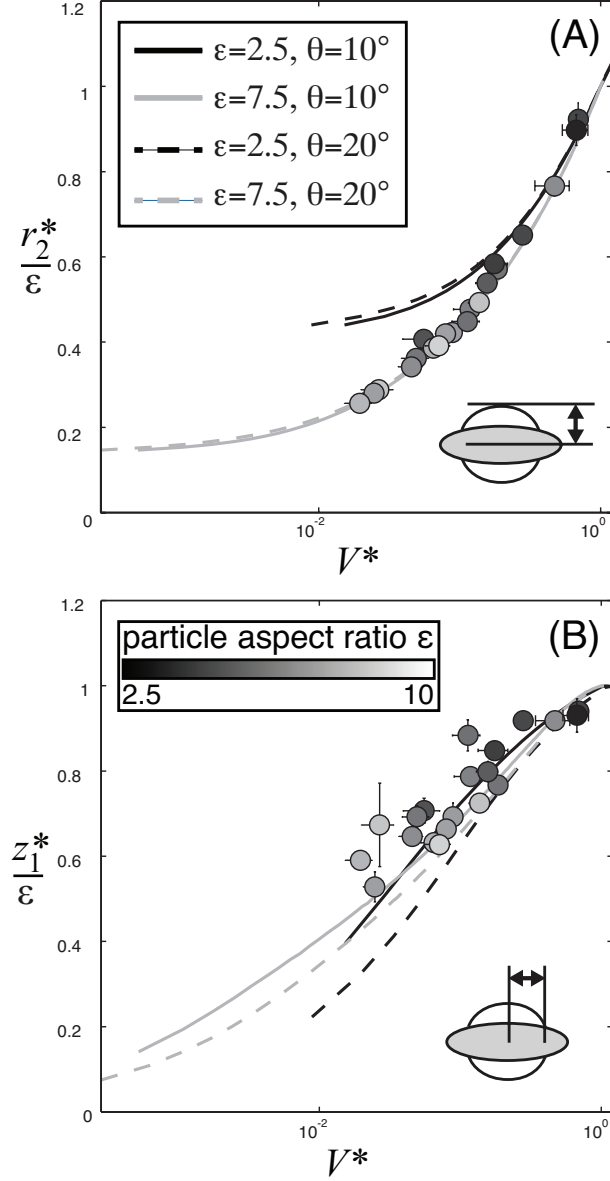 1.2
(A)
ε=2.5, θ=10°
ε=7.5, θ=10°
ε=2.5, θ=20°
ε=7.5, θ=20°
1
0.8
r₂*
ε
0.6
0.4
0.2
0
10⁻²
10⁰
V*
1.2
(B)
particle aspect ratio ε
2.5 10
1
0.8
z₁*
ε
0.6
0.4
0.2
0
10⁻²
10⁰
V*